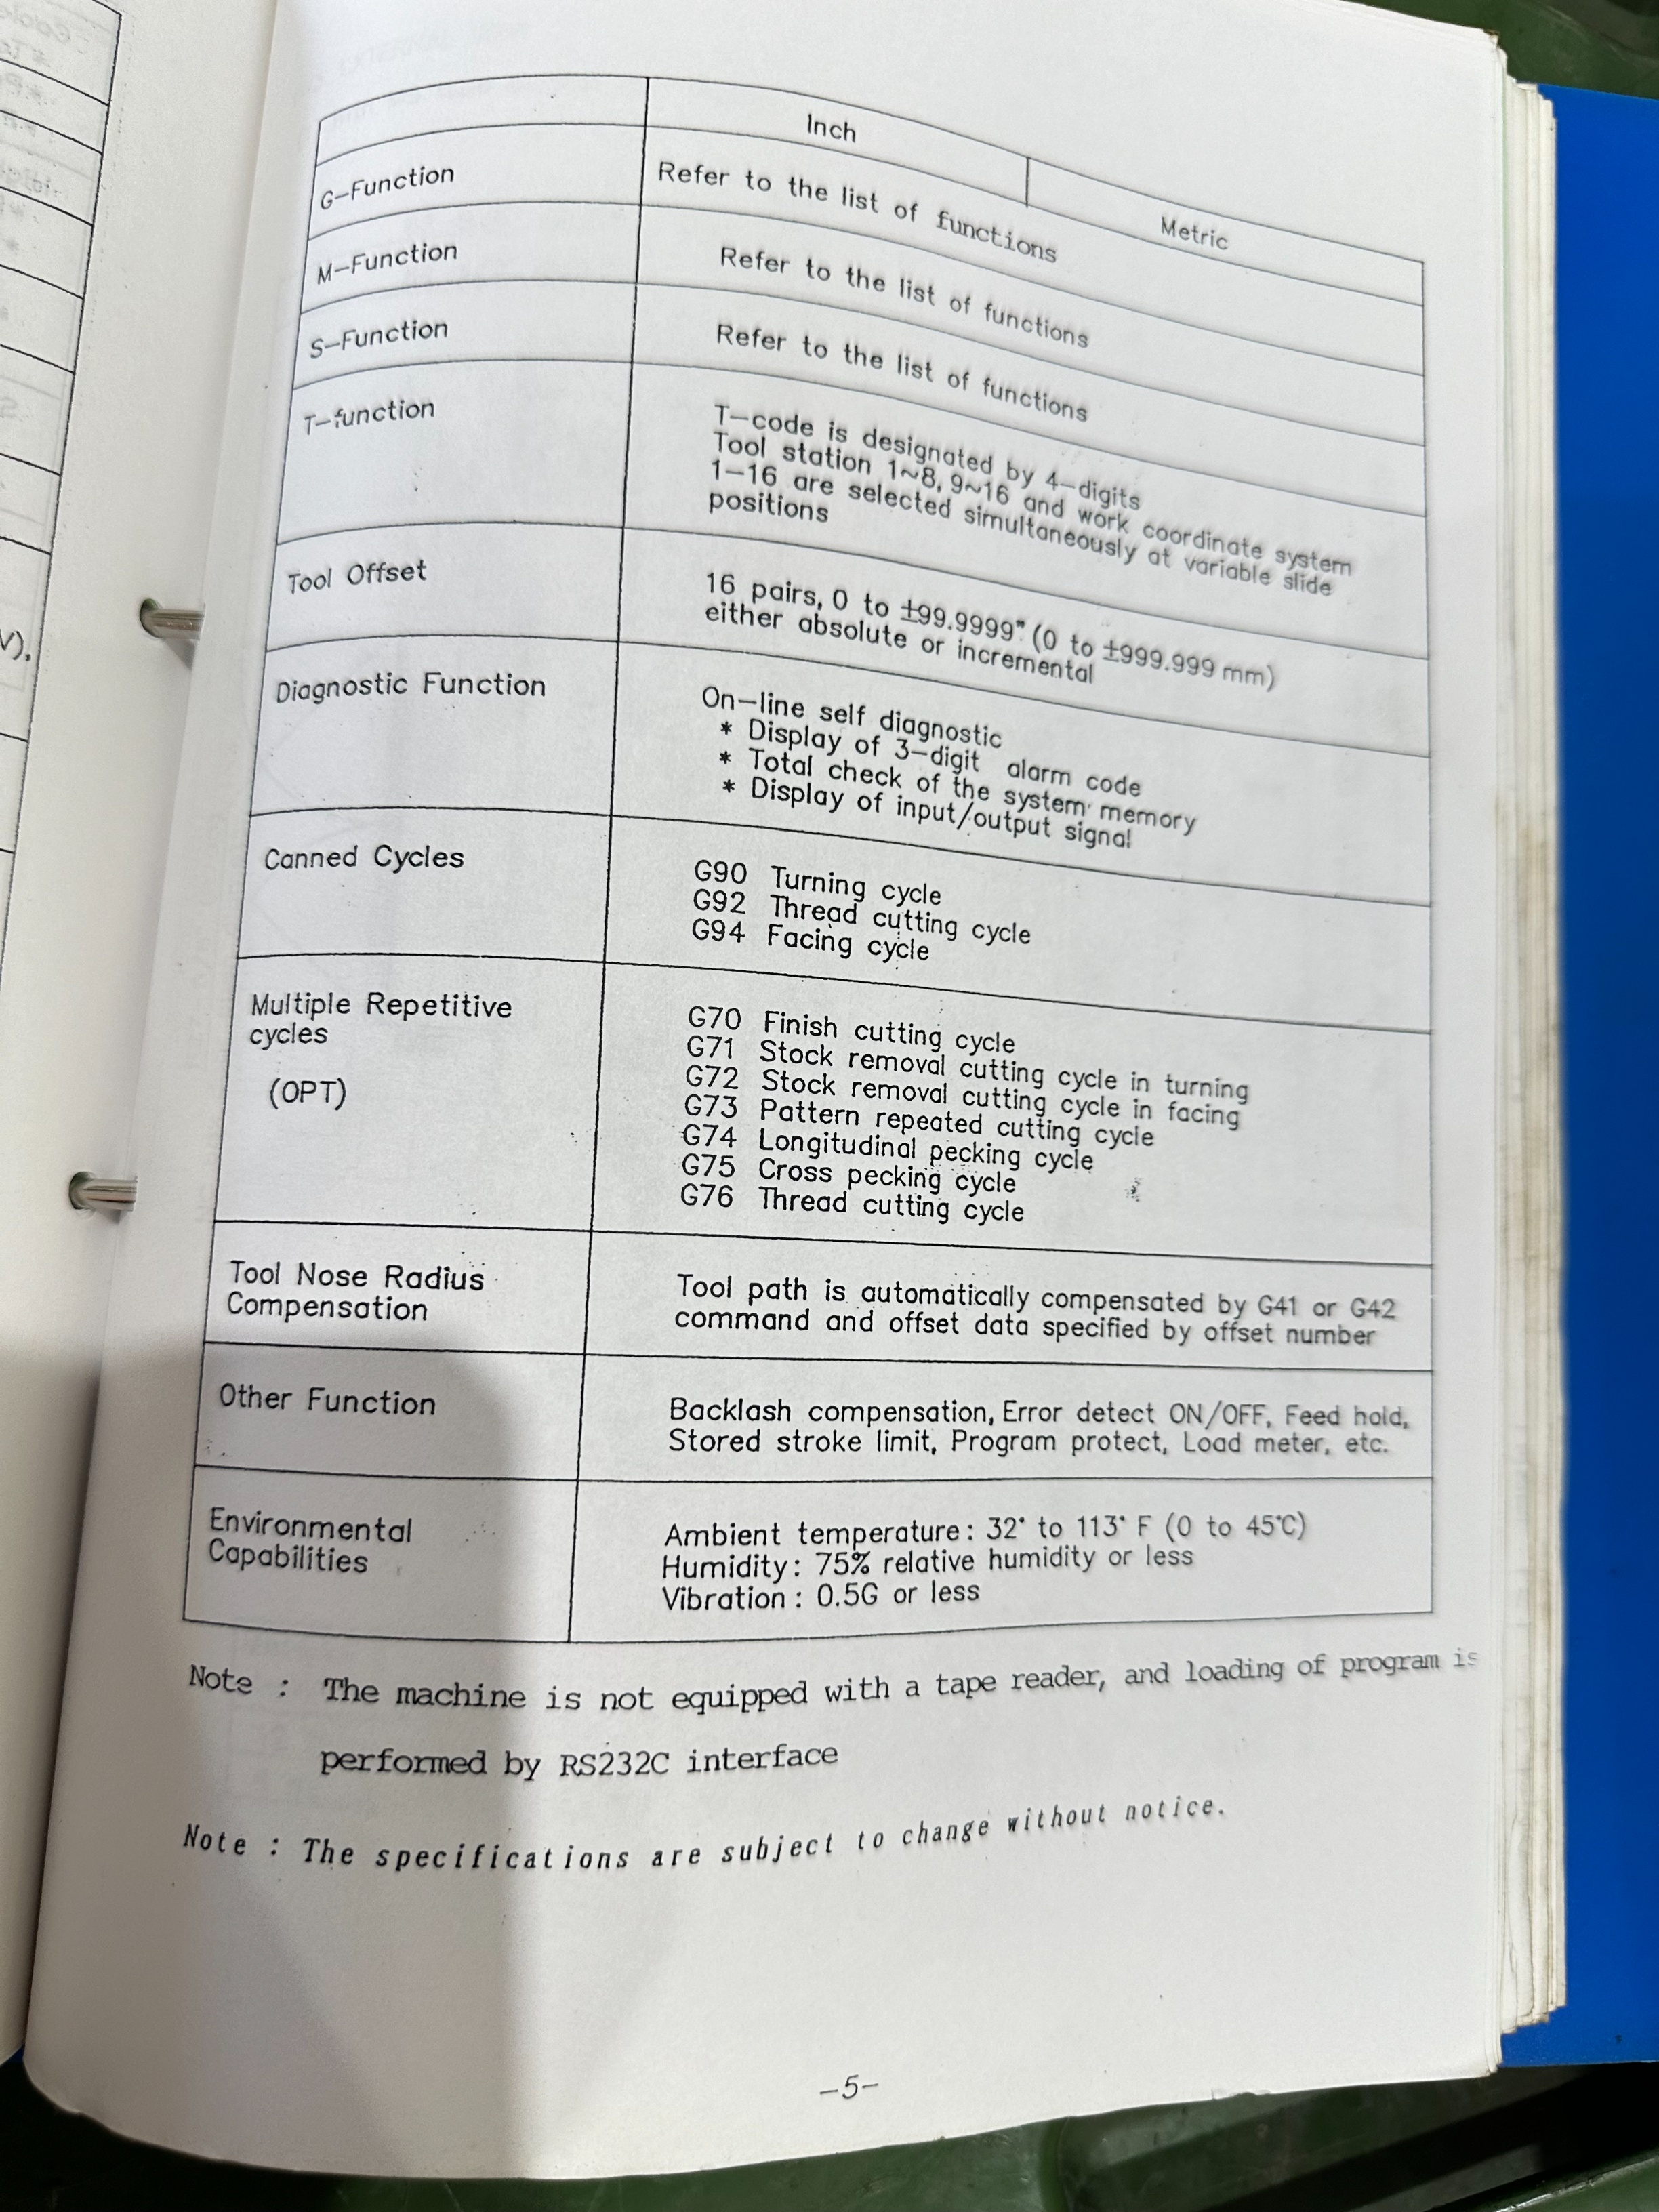 Inch
Metric
G-Function
Refer to the list of functions
M-Function
Refer to the list of functions
S-Function
Refer to the list of functions
T-function
T-code is designated by 4-digits
Tool station 1~8, 9~16 and work coordinate system
1-16 are selected simultaneously at variable slide
positions
Tool Offset
16 pairs, 0 to ±99.9999" (0 to ±999.999 mm)
either absolute or incremental
Diagnostic Function
On-line self diagnostic
* Display of 3-digit alarm code
* Total check of the system memory
* Display of input/output signal
Canned Cycles
G90 Turning cycle
G92 Thread cutting cycle
G94 Facing cycle
Multiple Repetitive
cycles
(OPT)
G70 Finish cutting cycle
G71 Stock removal cutting cycle in turning
G72 Stock removal cutting cycle in facing
G73 Pattern repeated cutting cycle
G74 Longitudinal pecking cycle
G75 Cross pecking cycle
G76 Thread cutting cycle
Tool Nose Radius
Compensation
Tool path is automatically compensated by G41 or G42
command and offset data specified by offset number
Other Function
Backlash compensation, Error detect ON/OFF, Feed hold,
Stored stroke limit, Program protect, Load meter, etc.
Environmental
Capabilities
Ambient temperature : 32° to 113° F (0 to 45°C)
Humidity : 75% relative humidity or less
Vibration : 0.5G or less
Note : The machine is not equipped with a tape reader, and loading of program is
performed by RS232C interface
Note : The specifications are subject to change without notice.
-5-
V).